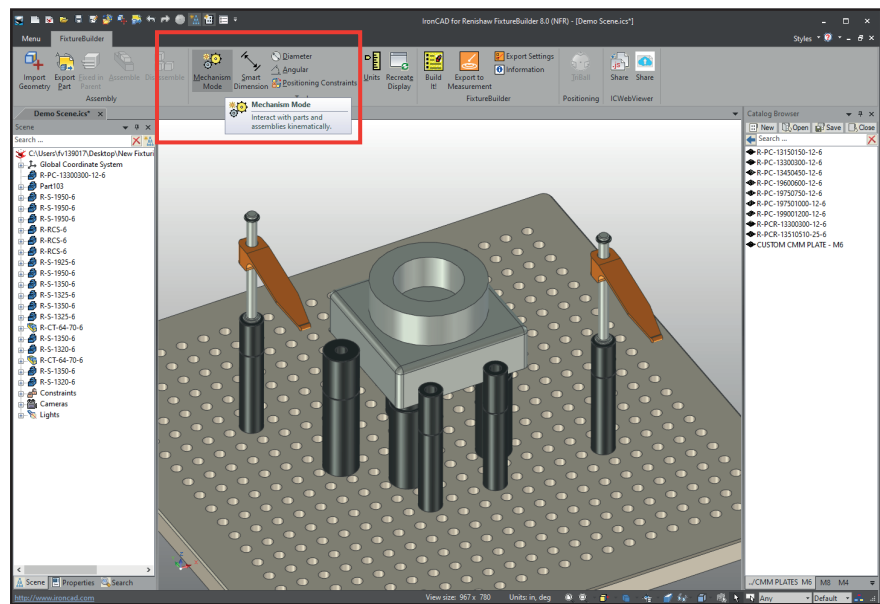 IronCAD for Renishaw FixtureBuilder 8.0 (NFR) - [Demo Scene.ics*]
Menu FixtureBuilder Styles
Import Geometry
Export Part
Fixed in Parent
Assemble
Disassemble
Assembly
Mechanism Mode
Smart Dimension
Diameter
Angular
Positioning Constraints
Units
Recreate Display
Build It!
Export to Measurement
Export Settings
Information
FixtureBuilder
TriBall
Positioning
Share Share
ICWebViewer
Mechanism Mode
Interact with parts and
assemblies kinematically.
Demo Scene.ics* x
Scene
Search ...
C:\Users\fv139017\Desktop\New Fixturi
Global Coordinate System
R-PC-13300300-12-6
Part103
R-S-1950-6
R-S-1950-6
R-S-1950-6
R-RCS-6
R-RCS-6
R-RCS-6
R-S-1925-6
R-S-1950-6
R-S-1350-6
R-S-1325-6
R-S-1350-6
R-S-1325-6
R-CT-64-70-6
R-S-1350-6
R-S-1320-6
R-CT-64-70-6
R-S-1350-6
R-S-1320-6
Constraints
Cameras
Lights
Scene Properties Search
Catalog Browser
New Open Save Close
Search ...
R-PC-13150150-12-6
R-PC-13300300-12-6
R-PC-13450450-12-6
R-PC-19600600-12-6
R-PC-19750750-12-6
R-PC-197501000-12-6
R-PC-199001200-12-6
R-PCR-13300300-12-6
R-PCR-13510510-25-6
CUSTOM CMM PLATE - M6
../CMM PLATES M6 M8 M4
http://www.ironcad.com
View size: 967 x 780 Units: in, deg
Any Default